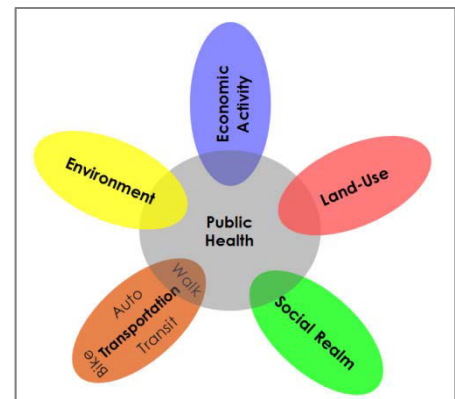 Economic
Activity
Environment
Land-Use
Public
Health
Walk
Auto
Transportation
Transit
Bike
Social Realm